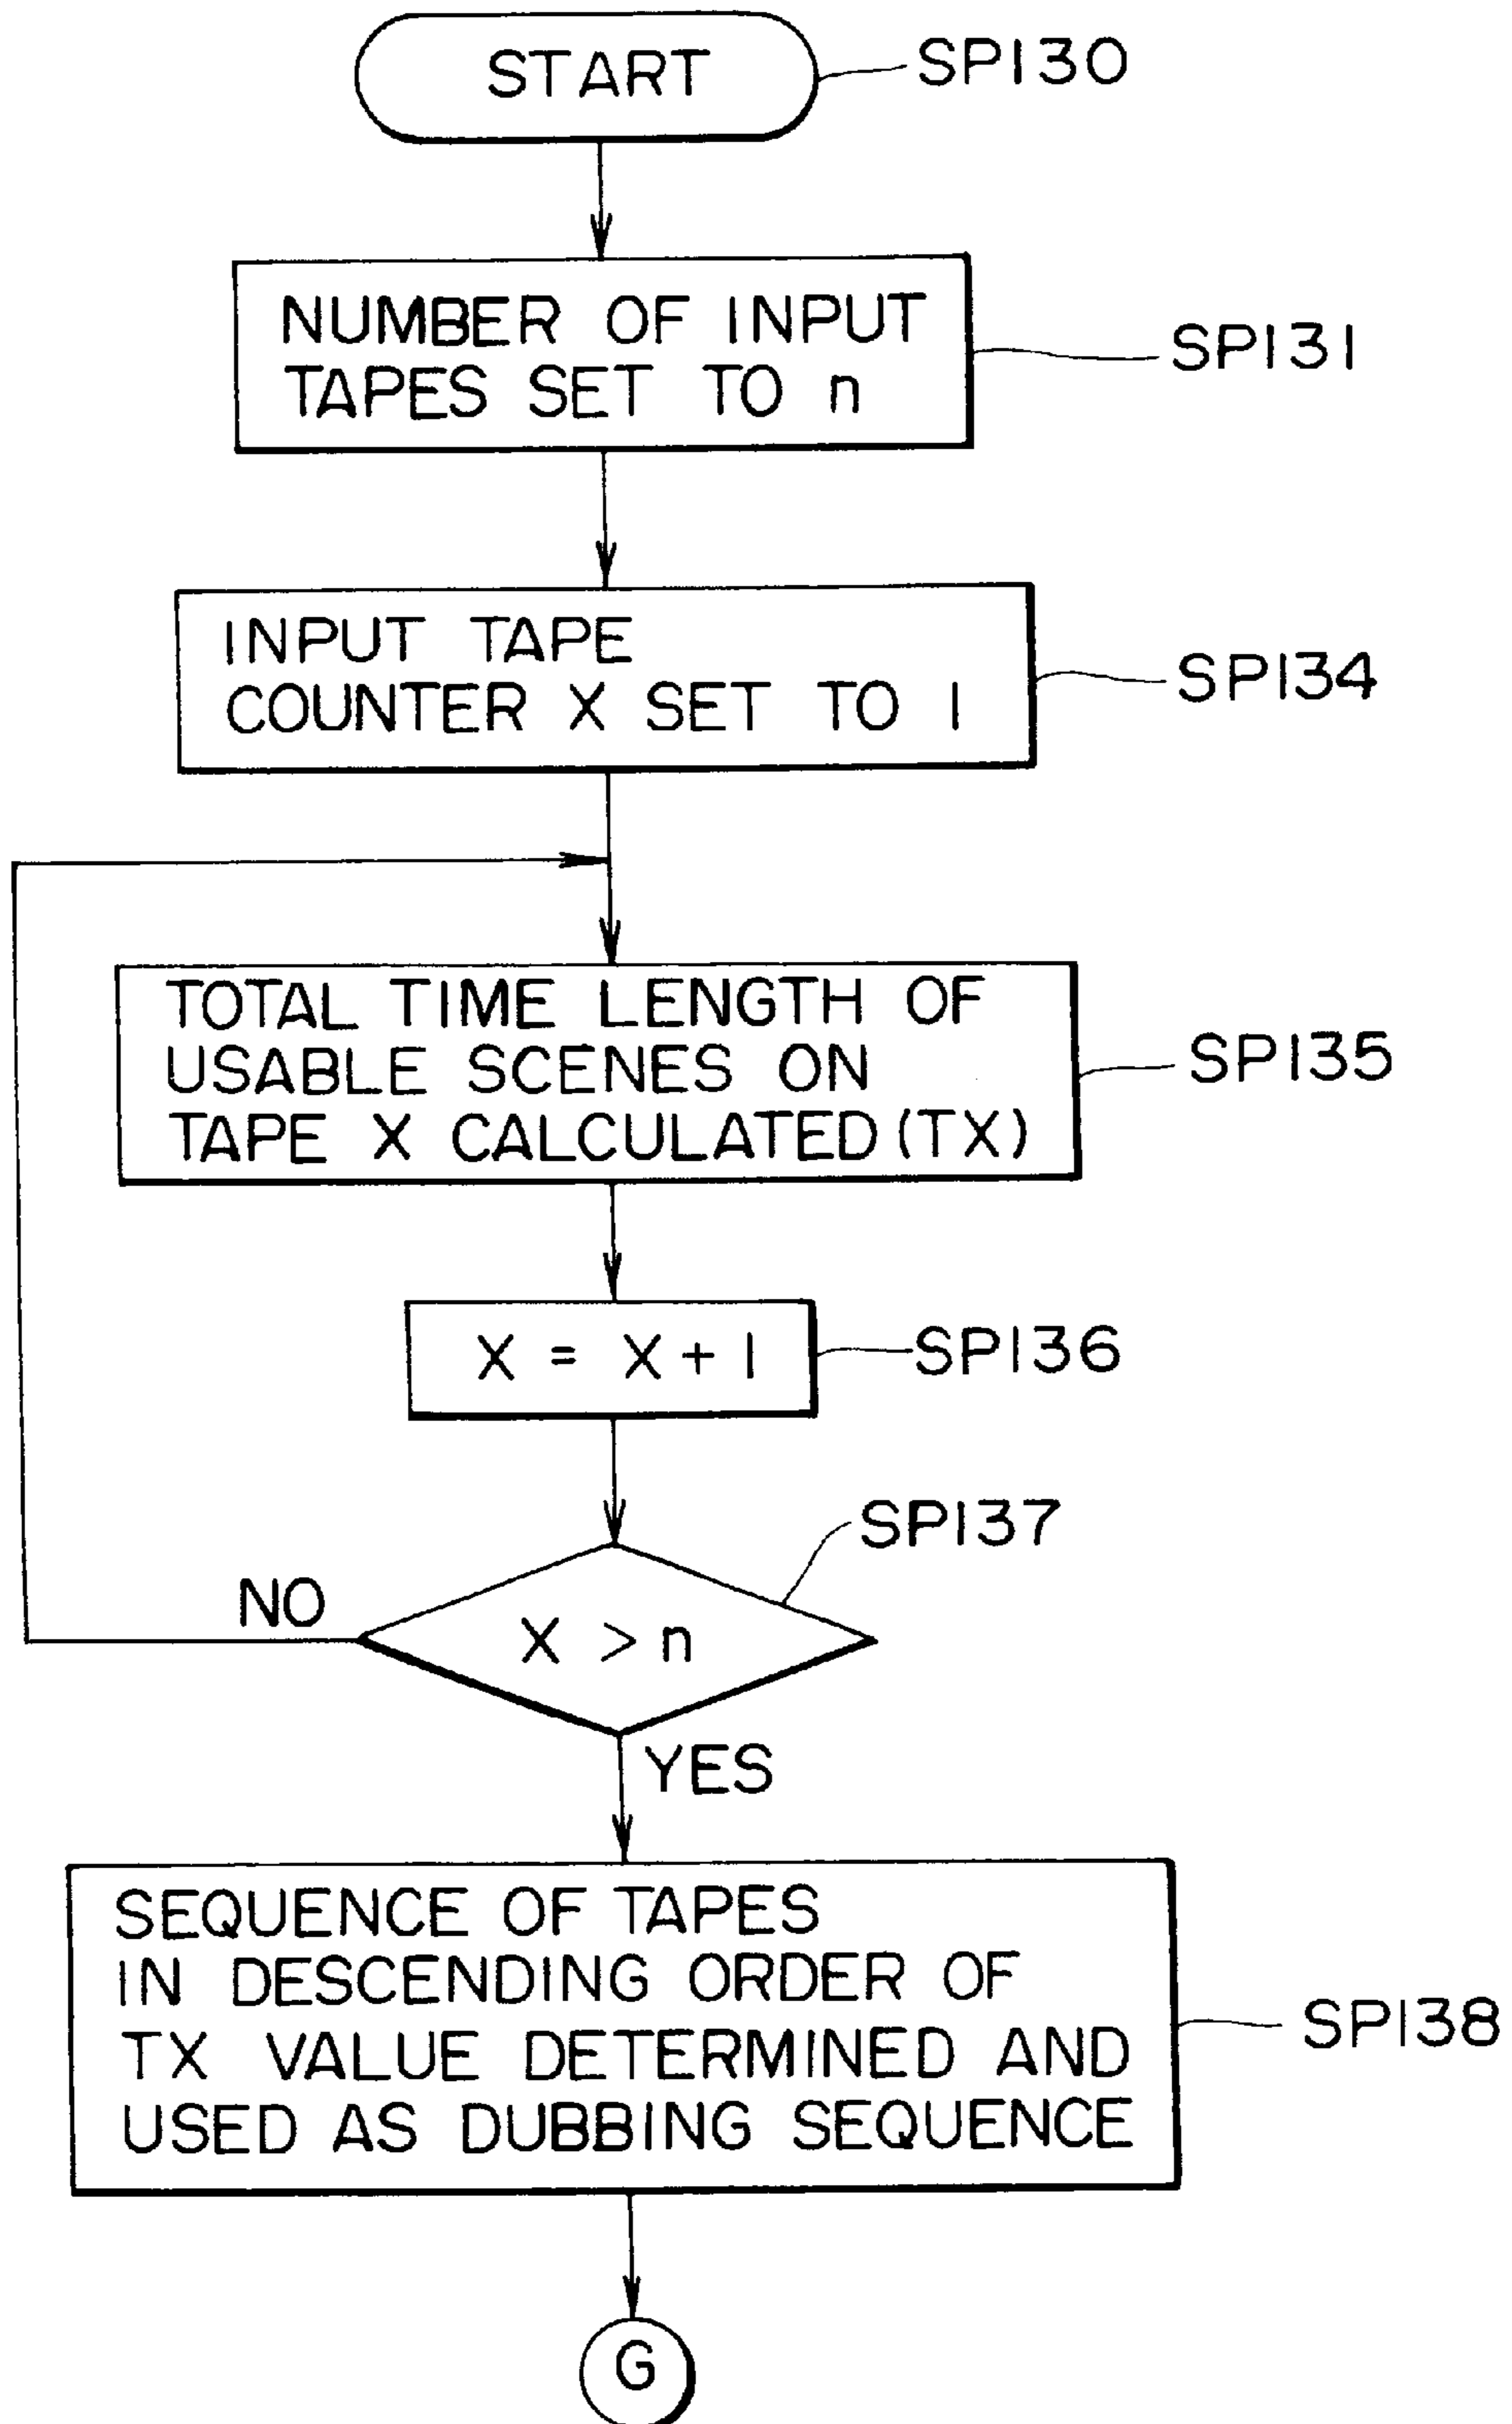 START
SP130
NUMBER OF INPUT
TAPES SET TO n
SP131
INPUT TAPE
COUNTER X SET TO 1
SP134
TOTAL TIME LENGTH OF
USABLE SCENES ON
TAPE X CALCULATED (TX)
SP135
X = X + 1
SP136
SP137
NO
X > n
YES
SEQUENCE OF TAPES
IN DESCENDING ORDER OF
TX VALUE DETERMINED AND
USED AS DUBBING SEQUENCE
SP138
G